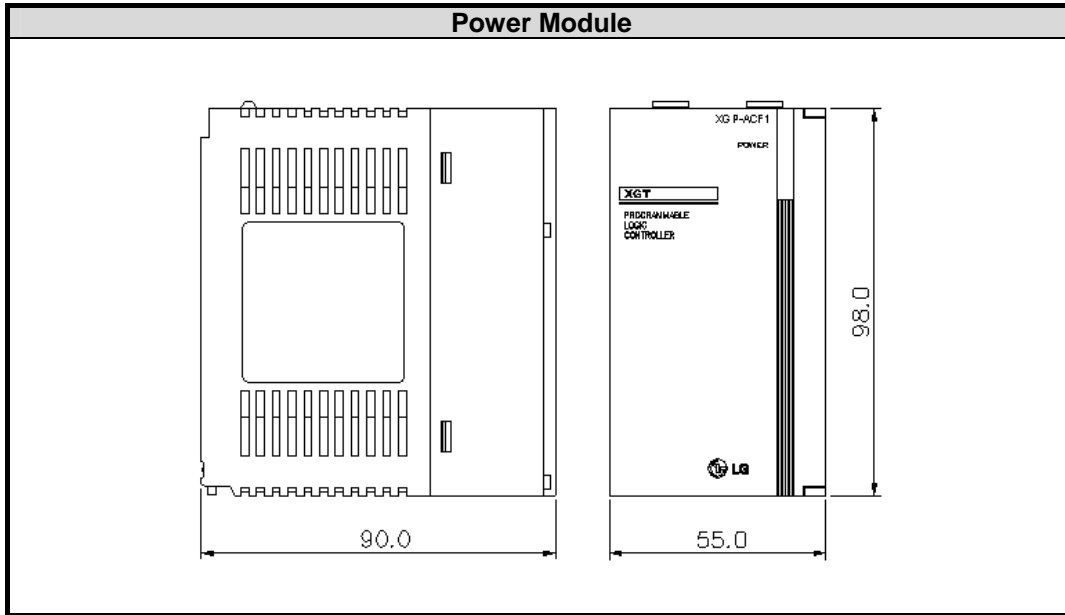 Power Module
XG P-ACF1
POWER
XGT
PROGRAMMABLE
LOGIC
CONTROLLER
98.0
LG
90.0
55.0